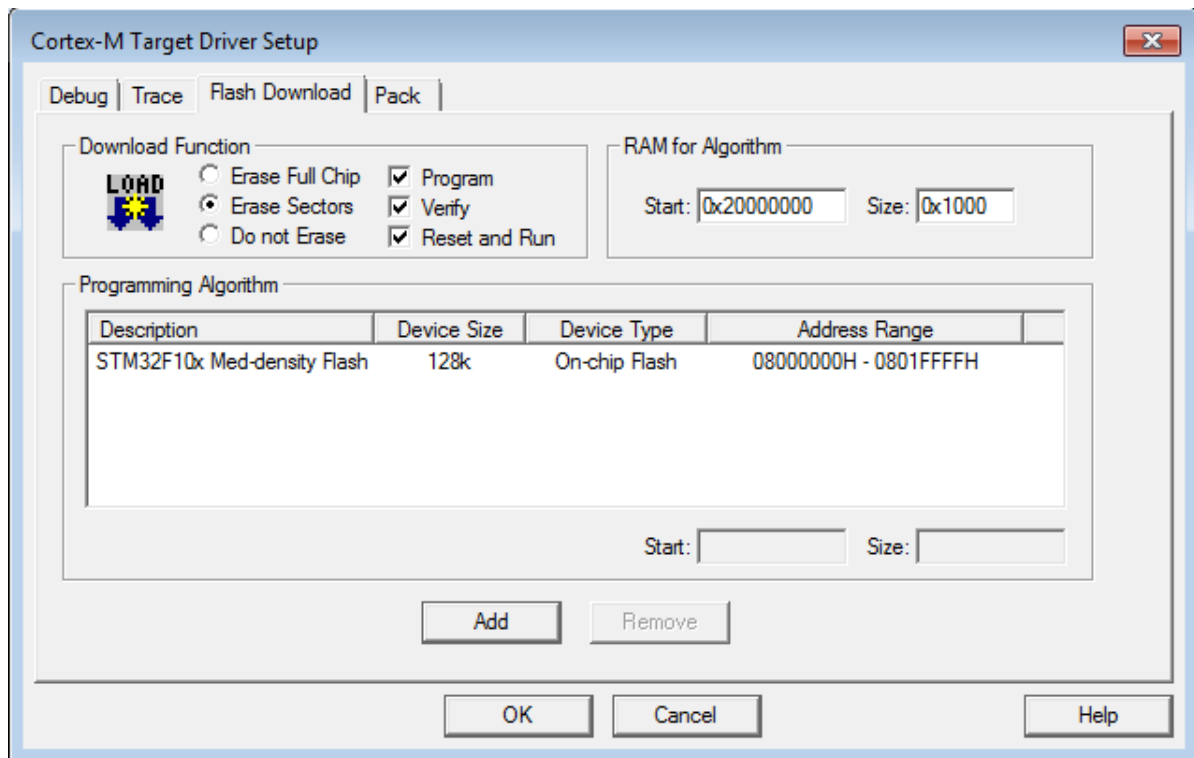 Cortex-M Target Driver Setup
Debug Trace Flash Download Pack
Download Function
LOAD
Erase Full Chip Program
Erase Sectors Verify
Do not Erase Reset and Run
RAM for Algorithm
Start: 0x20000000 Size: 0x1000
Programming Algorithm
Description Device Size Device Type Address Range
STM32F10x Med-density Flash 128k On-chip Flash 08000000H - 0801FFFFH
Start: Size:
Add Remove
OK Cancel Help